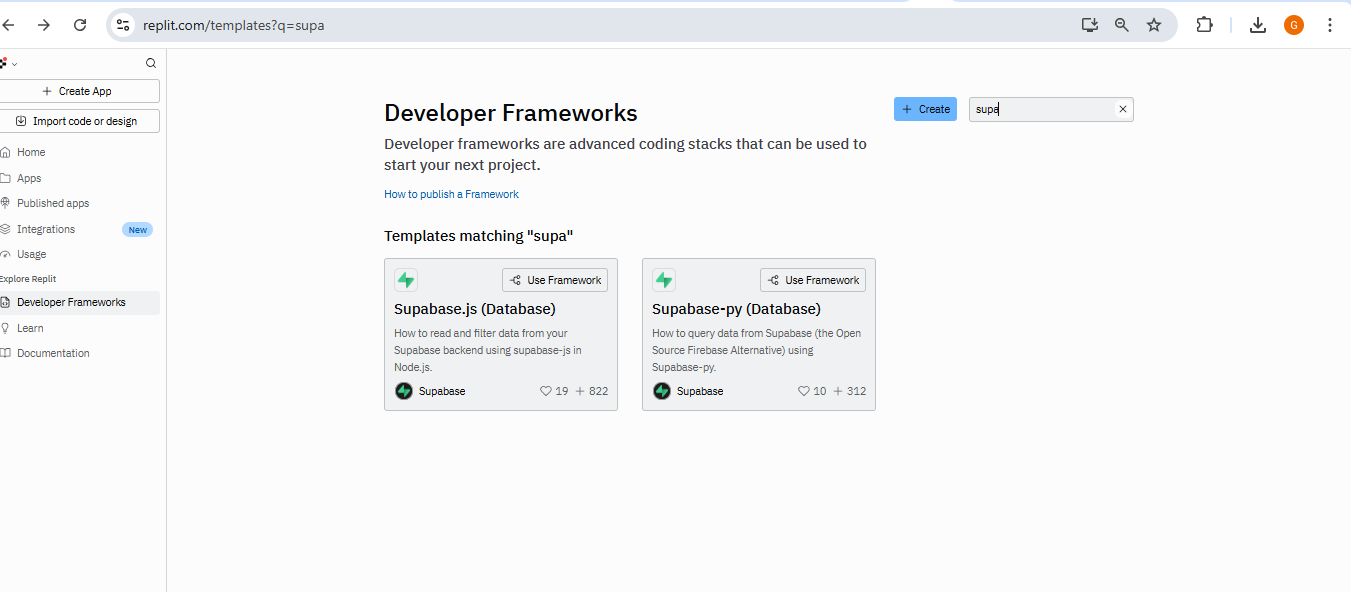 replit.com/templates?q=supa
G
Create App
Import code or design
Home
Apps
Published apps
Integrations New
Usage
Explore Replit
Developer Frameworks
Learn
Documentation
Developer Frameworks
Create
supa
Developer frameworks are advanced coding stacks that can be used to
start your next project.
How to publish a Framework
Templates matching "supa"
Use Framework
Supabase.js (Database)
How to read and filter data from your
Supabase backend using supabase-js in
Node.js.
Supabase 19 + 822
Use Framework
Supabase-py (Database)
How to query data from Supabase (the Open
Source Firebase Alternative) using
Supabase-py.
Supabase 10 + 312